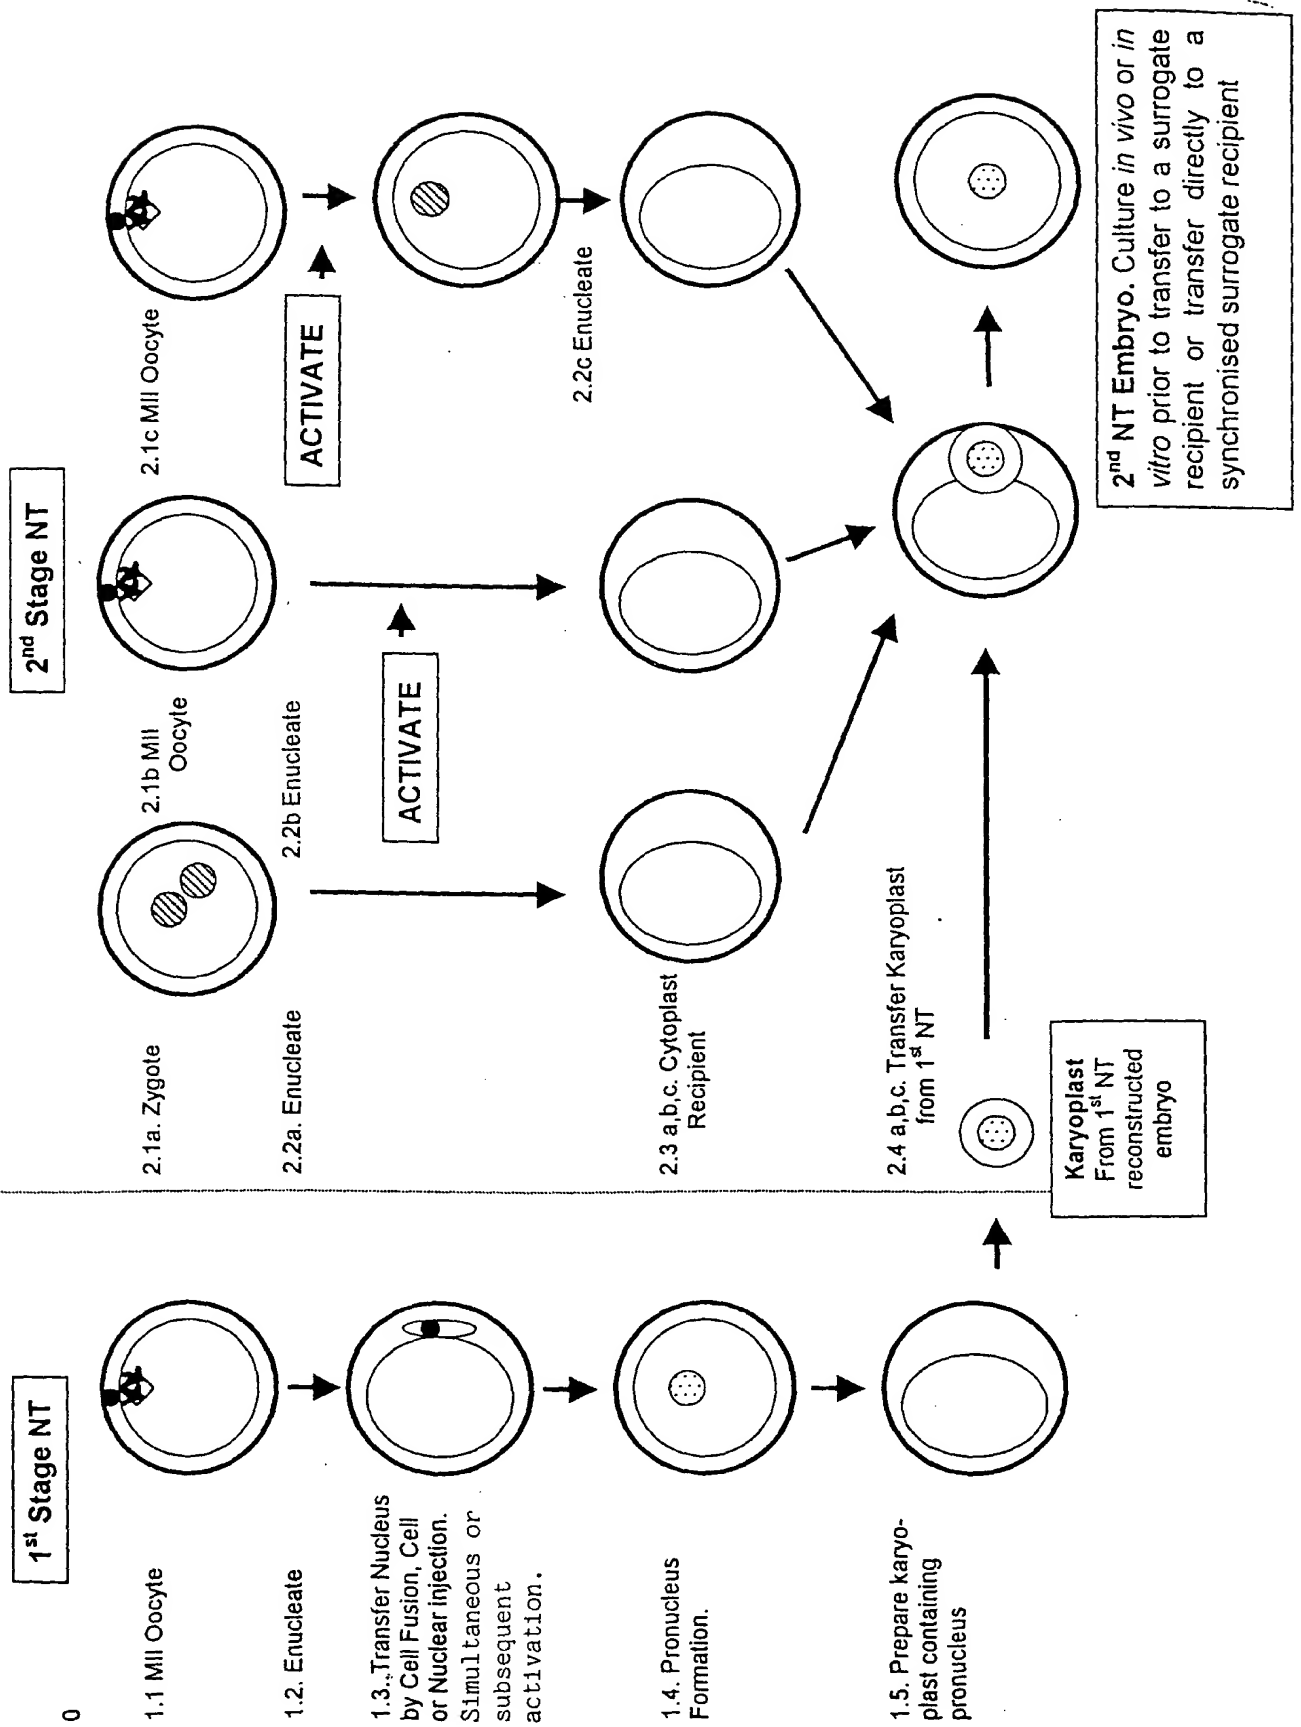 0
1st Stage NT
1.1 MII Oocyte
1.2. Enucleate
1.3. Transfer Nucleus
by Cell Fusion, Cell
or Nuclear injection.
Simultaneous or
subsequent
activation.
1.4. Pronucleus
Formation.
1.5. Prepare karyo-
plast containing
pronucleus
2nd Stage NT
2.1a. Zygote
2.1b MII
Oocyte
2.1c MII Oocyte
2.2a. Enucleate
2.2b Enucleate
ACTIVATE
ACTIVATE
2.2c Enucleate
2.3 a,b,c. Cytoplast
Recipient
2.4 a,b,c. Transfer Karyoplast
from 1st NT
Karyoplast
From 1st NT
reconstructed
embryo
2nd NT Embryo. Culture in vivo or in
vitro prior to transfer to a surrogate
recipient or transfer directly to a
synchronised surrogate recipient